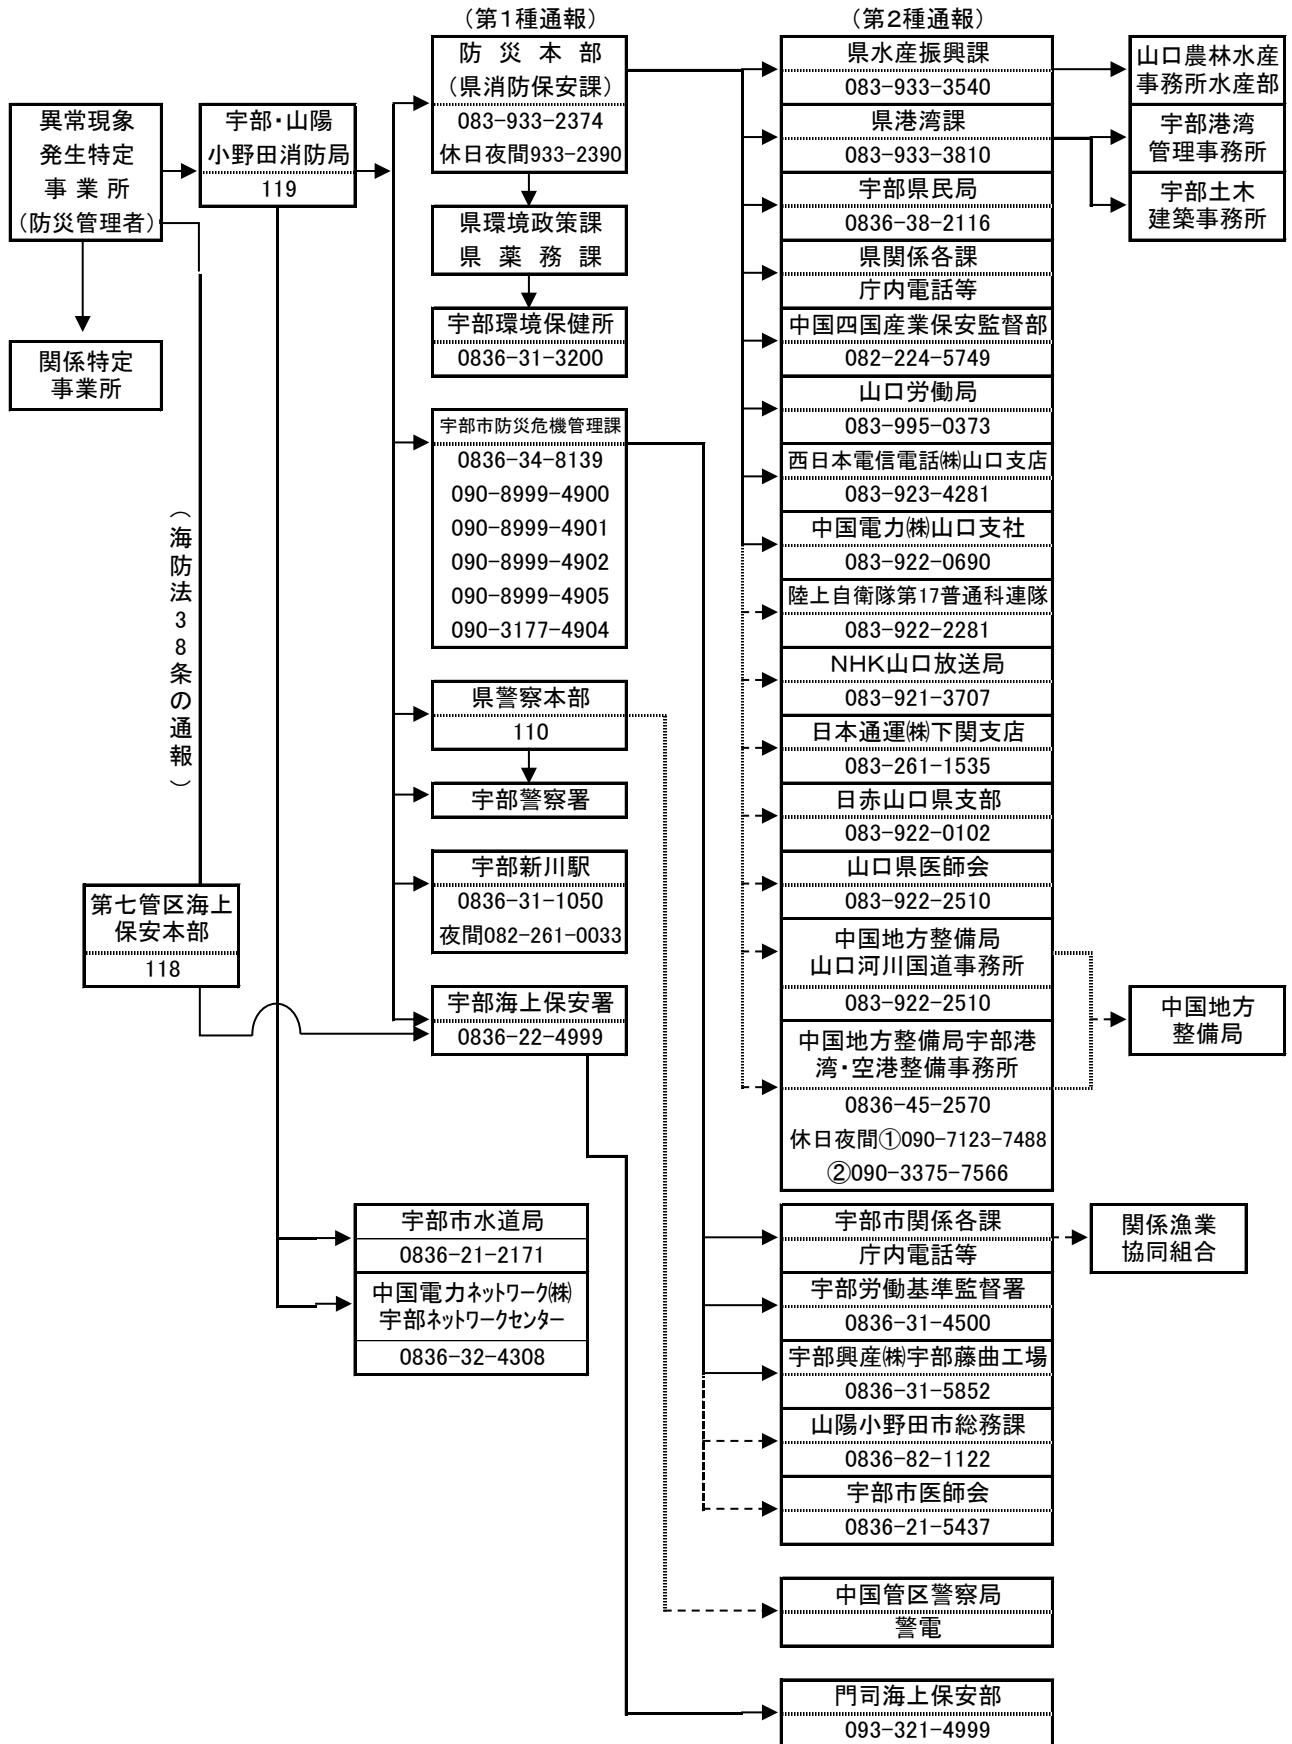 （第１種通報）
（第２種通報）
異常現象
発生特定
事業所
（防災管理者）
関係特定
事業所
宇部・山陽
小野田消防局
119
（海防法３８条の通報）
第七管区海上
保安本部
118
防災本部
（県消防保安課）
083-933-2374
休日夜間933-2390
県環境政策課
県薬務課
宇部環境保健所
0836-31-3200
宇部市防災危機管理課
0836-34-8139
090-8999-4900
090-8999-4901
090-8999-4902
090-8999-4905
090-3177-4904
県警察本部
110
宇部警察署
宇部新川駅
0836-31-1050
夜間082-261-0033
宇部海上保安署
0836-22-4999
宇部市水道局
0836-21-2171
中国電力ネットワーク㈱
宇部ネットワークセンター
0836-32-4308
県水産振興課
083-933-3540
県港湾課
083-933-3810
宇部県民局
0836-38-2116
県関係各課
庁内電話等
中国四国産業保安監督部
082-224-5749
山口労働局
083-995-0373
西日本電信電話㈱山口支店
083-923-4281
中国電力㈱山口支社
083-922-0690
陸上自衛隊第17普通科連隊
083-922-2281
ＮＨＫ山口放送局
083-921-3707
日本通運㈱下関支店
083-261-1535
日赤山口県支部
083-922-0102
山口県医師会
083-922-2510
中国地方整備局
山口河川国道事務所
083-922-2510
中国地方整備局宇部港
湾・空港整備事務所
0836-45-2570
休日夜間①090-7123-7488
②090-3375-7566
宇部市関係各課
庁内電話等
宇部労働基準監督署
0836-31-4500
宇部興産㈱宇部藤曲工場
0836-31-5852
山陽小野田市総務課
0836-82-1122
宇部市医師会
0836-21-5437
中国管区警察局
警電
門司海上保安部
093-321-4999
山口農林水産
事務所水産部
宇部港湾
管理事務所
宇部土木
建築事務所
中国地方
整備局
関係漁業
協同組合